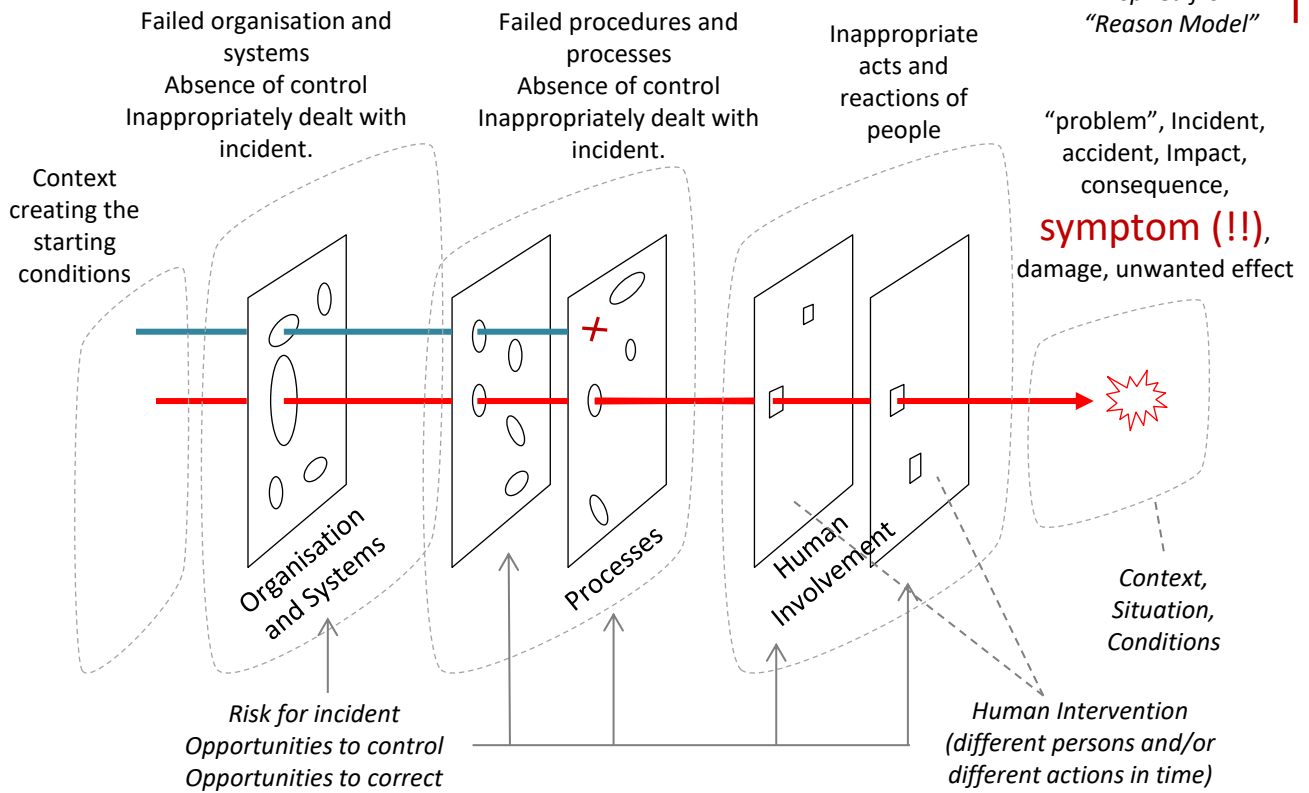 Failed organisation and
systems
Absence of control
Inappropriately dealt with
incident.
Failed procedures and
processes
Absence of control
Inappropriately dealt with
incident.
Inappropriate
acts and
reactions of
people
“Reason Model”
“problem”, Incident,
accident, Impact,
consequence,
symptom (!!),
damage, unwanted effect
Context
creating the
starting
conditions
Organisation
and Systems
Processes
Human
Involvement
Context,
Situation,
Conditions
Risk for incident
Opportunities to control
Opportunities to correct
Human Intervention
(different persons and/or
different actions in time)